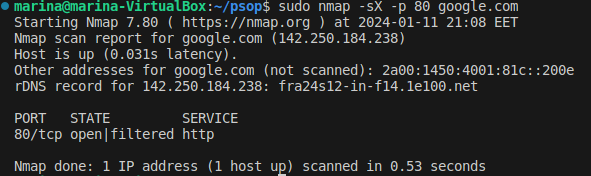 marina@marina-VirtualBox:~/psop$ sudo nmap -sX -p 80 google.com
Starting Nmap 7.80 ( https://nmap.org ) at 2024-01-11 21:08 EET
Nmap scan report for google.com (142.250.184.238)
Host is up (0.031s latency).
Other addresses for google.com (not scanned): 2a00:1450:4001:81c::200e
rDNS record for 142.250.184.238: fra24s12-in-f14.1e100.net
PORT   STATE         SERVICE
80/tcp open|filtered http
Nmap done: 1 IP address (1 host up) scanned in 0.53 seconds